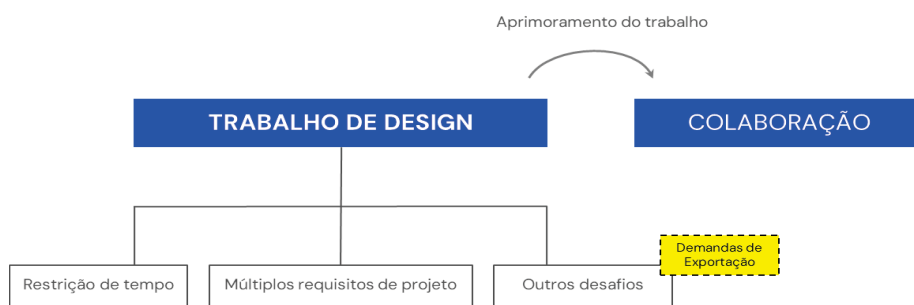 Aprimoramento do trabalho
TRABALHO DE DESIGN
COLABORAÇÃO
Demandas de
Exportação
Restrição de tempo
Múltiplos requisitos de projeto
Outros desafios